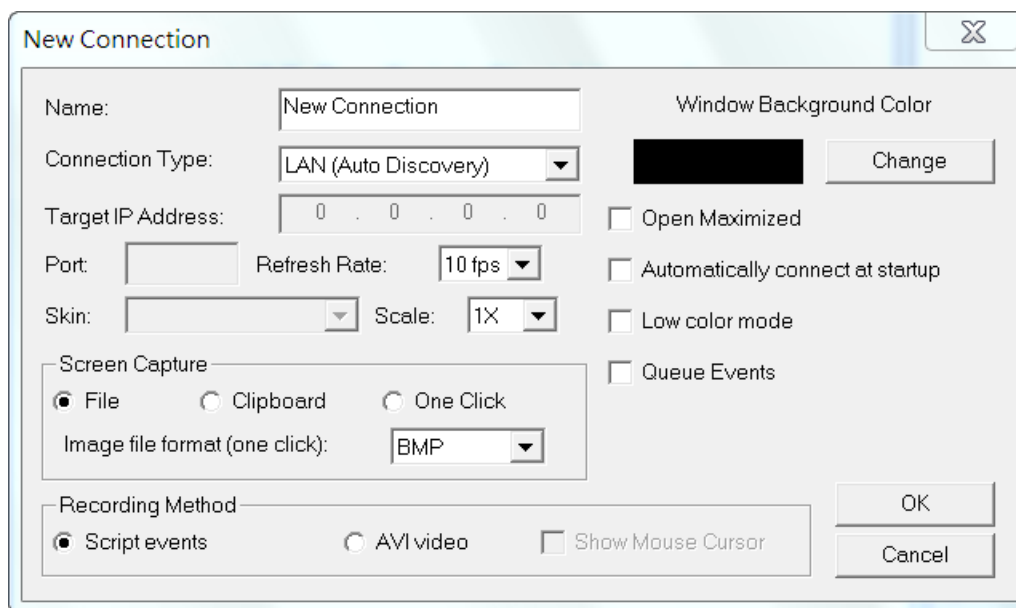 New Connection
Name: New Connection
Window Background Color
Connection Type: LAN (Auto Discovery)
Change
Target IP Address: 0 . 0 . 0 . 0
Open Maximized
Port: Refresh Rate: 10 fps
Automatically connect at startup
Skin: Scale: 1X
Low color mode
Screen Capture
Queue Events
File Clipboard One Click
Image file format (one click): BMP
Recording Method
OK
Script events AVI video Show Mouse Cursor
Cancel